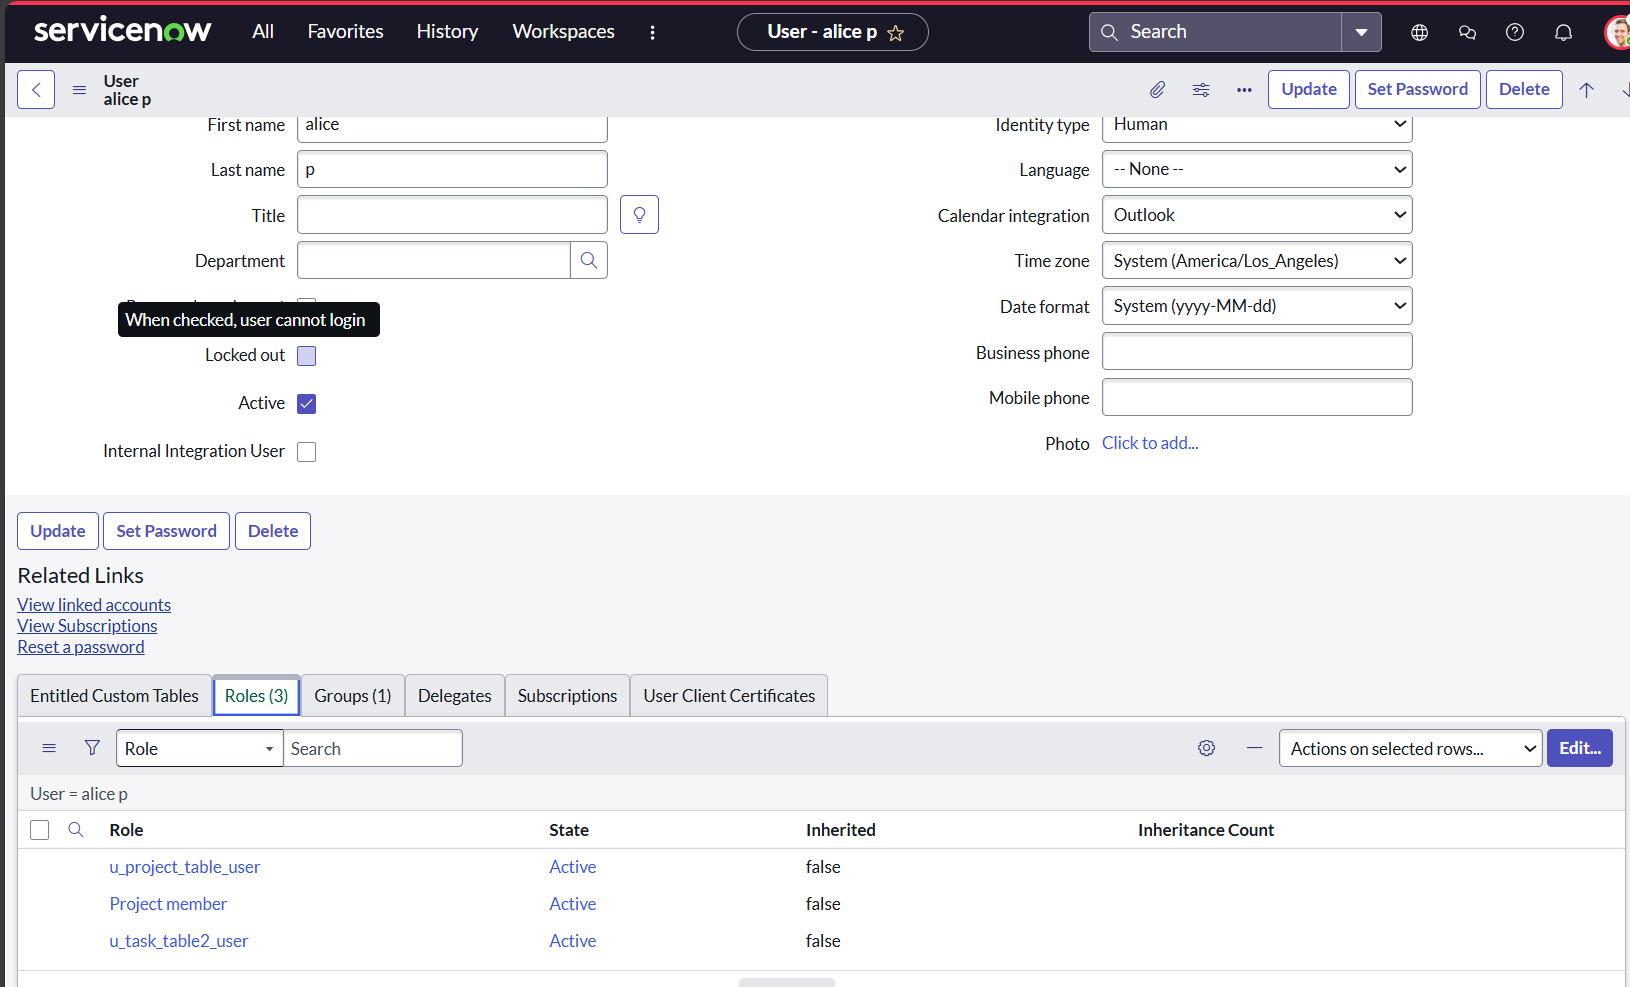 servicenow All Favorites History Workspaces User - alice p Search
User
alice p
Update Set Password Delete
First name alice
Identity type Human
Last name p
Language -- None --
Title
Calendar integration Outlook
Department
Time zone System (America/Los_Angeles)
When checked, user cannot login
Date format System (yyyy-MM-dd)
Locked out
Business phone
Active
Mobile phone
Internal Integration User
Photo Click to add...
Update Set Password Delete
Related Links
View linked accounts
View Subscriptions
Reset a password
Entitled Custom Tables Roles (3) Groups (1) Delegates Subscriptions User Client Certificates
Role Search Actions on selected rows... Edit...
User = alice p
Role State Inherited Inheritance Count
u_project_table_user Active false
Project member Active false
u_task_table2_user Active false